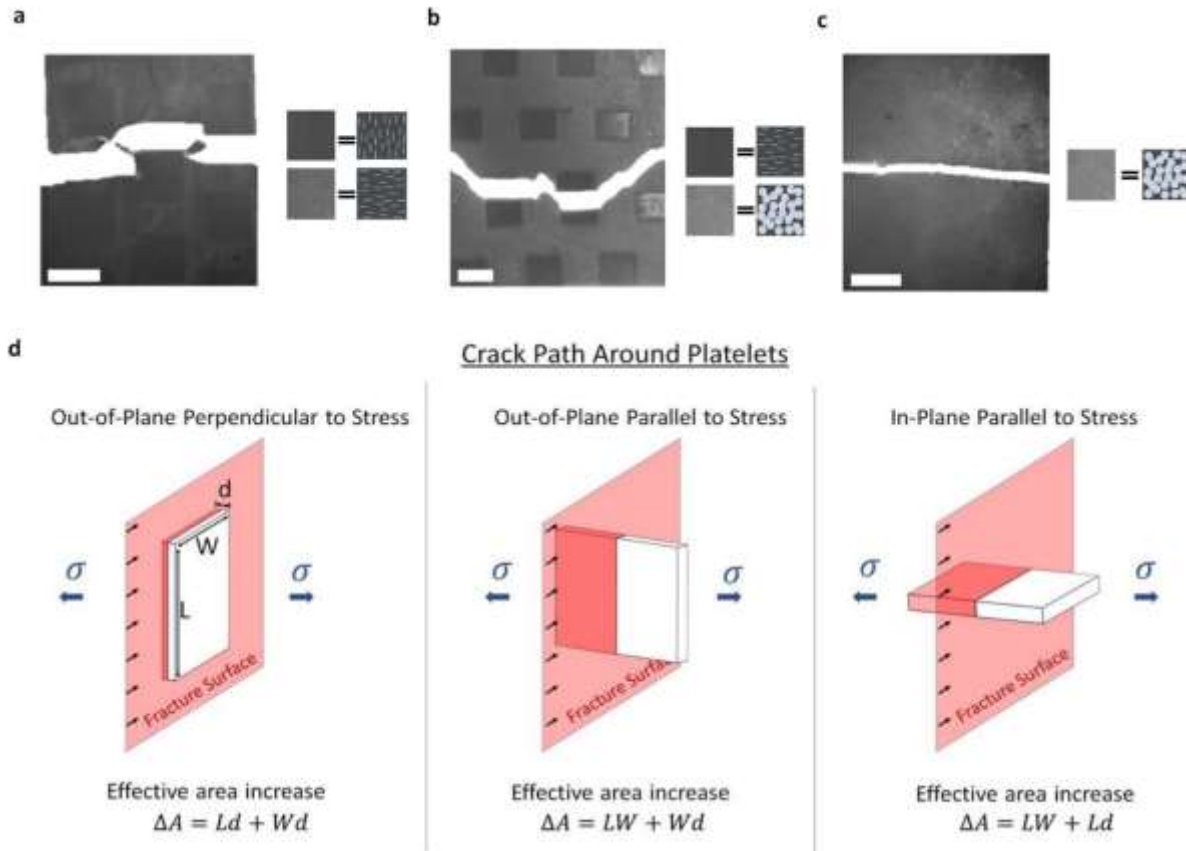 a
b
c
=
=
=
=
=
d
Crack Path Around Platelets
Out-of-Plane Perpendicular to Stress
Out-of-Plane Parallel to Stress
In-Plane Parallel to Stress
d
W
L
σ
σ
Fracture Surface
σ
σ
Fracture Surface
σ
σ
Fracture Surface
Effective area increase
ΔA = Ld + Wd
Effective area increase
ΔA = LW + Wd
Effective area increase
ΔA = LW + Ld